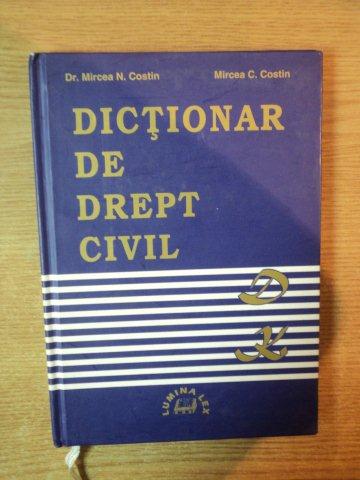 Dr. Mircea N. Costin Mircea C. Costin
DICŢIONAR
DE
DREPT
CIVIL
D
K
LUMINA LEX